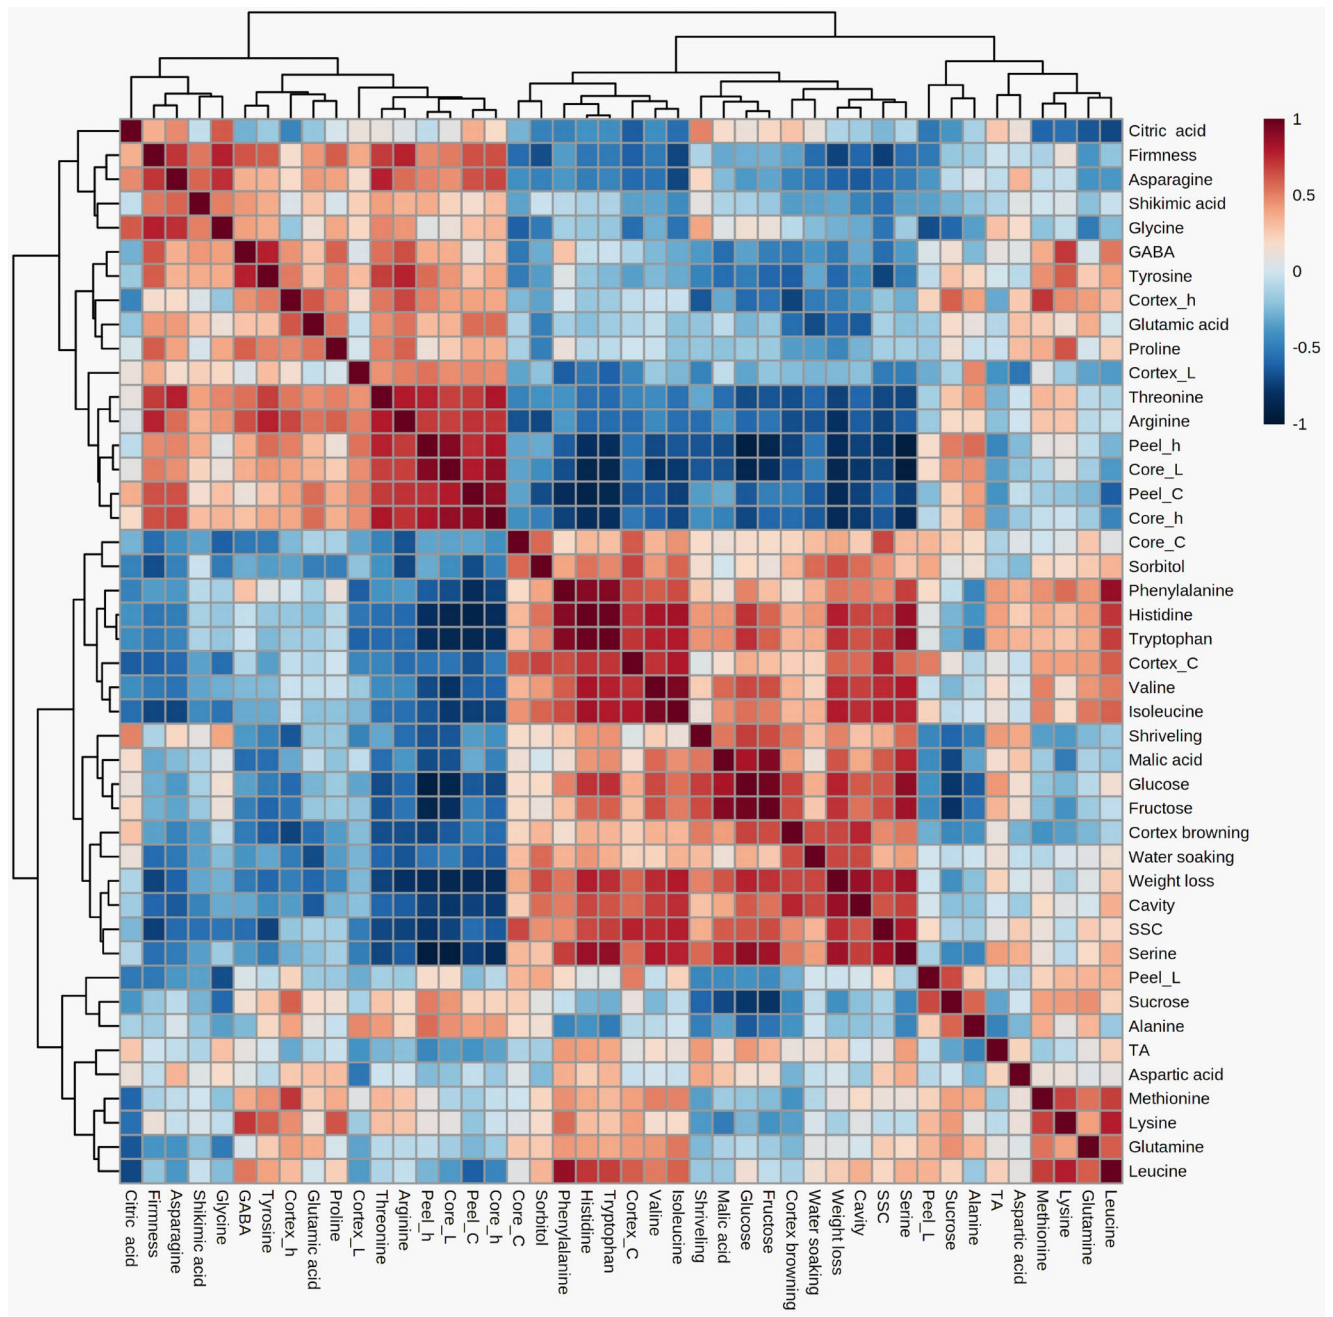 Citric  acid
Firmness
Asparagine
Shikimic acid
Glycine
GABA
Tyrosine
Cortex_h
Glutamic acid
Proline
Cortex_L
Threonine
Arginine
Peel_h
Core_L
Peel_C
Core_h
Core_C
Sorbitol
Phenylalanine
Histidine
Tryptophan
Cortex_C
Valine
Isoleucine
Shriveling
Malic acid
Glucose
Fructose
Cortex browning
Water soaking
Weight loss
Cavity
SSC
Serine
Peel_L
Sucrose
Alanine
TA
Aspartic acid
Methionine
Lysine
Glutamine
Leucine
1
0.5
0
-0.5
-1
Citric  acid
Firmness
Asparagine
Shikimic acid
Glycine
GABA
Tyrosine
Cortex_h
Glutamic acid
Proline
Cortex_L
Threonine
Arginine
Peel_h
Core_L
Peel_C
Core_h
Core_C
Sorbitol
Phenylalanine
Histidine
Tryptophan
Cortex_C
Valine
Isoleucine
Shriveling
Malic acid
Glucose
Fructose
Cortex browning
Water soaking
Weight loss
Cavity
SSC
Serine
Peel_L
Sucrose
Alanine
TA
Aspartic acid
Methionine
Lysine
Glutamine
Leucine